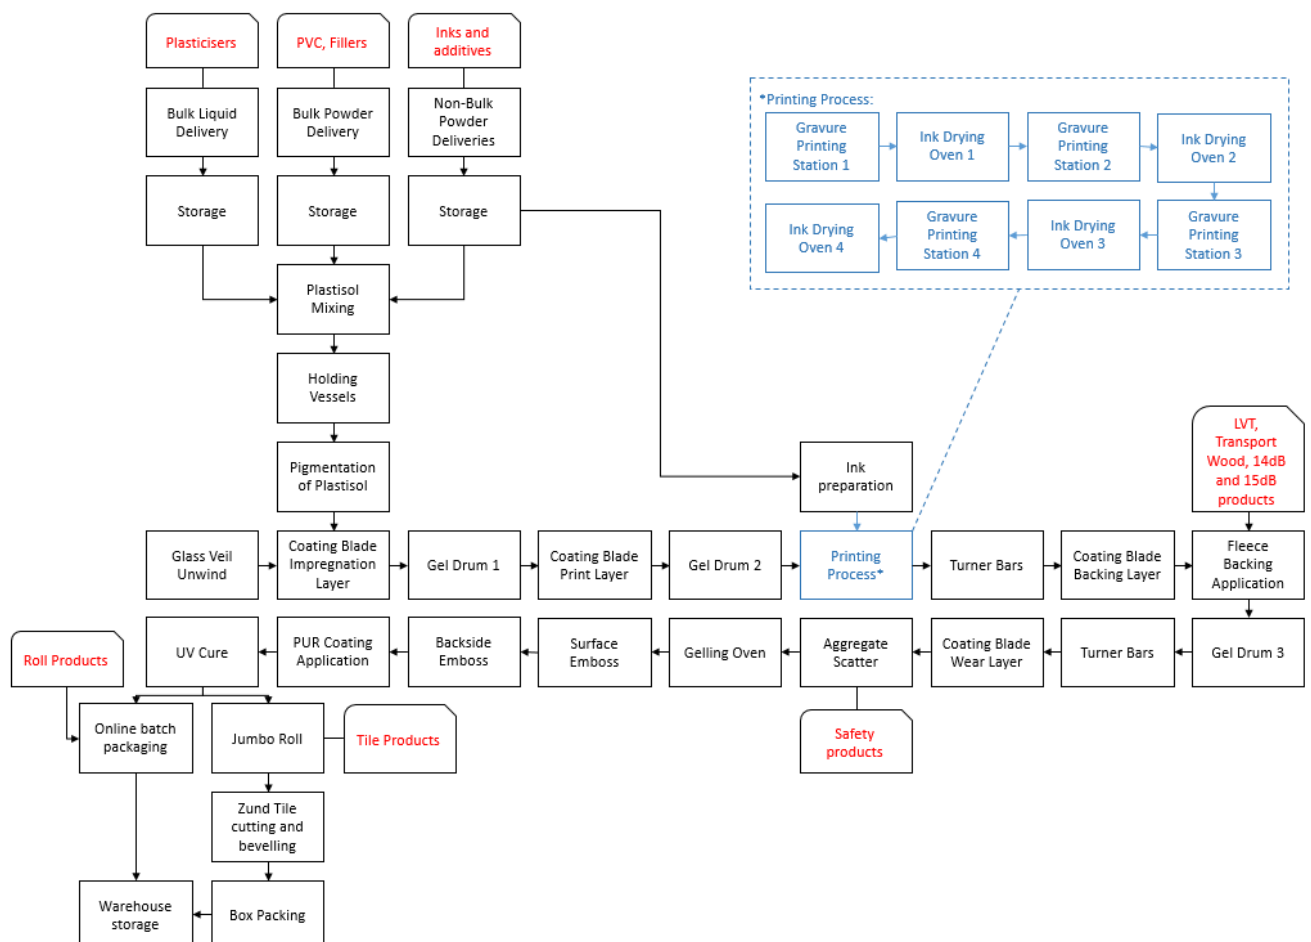 Plasticisers
PVC, Fillers
Inks and
additives
Bulk Liquid
Delivery
Bulk Powder
Delivery
Non-Bulk
Powder
Deliveries
*Printing Process:
Gravure
Printing
Station 1
Ink Drying
Oven 1
Gravure
Printing
Station 2
Ink Drying
Oven 2
Storage
Storage
Storage
Ink Drying
Oven 4
Gravure
Printing
Station 4
Ink Drying
Oven 3
Gravure
Printing
Station 3
Plastisol
Mixing
Holding
Vessels
Pigmentation
of Plastisol
Ink
preparation
LVT,
Transport
Wood, 14dB
and 15dB
products
Glass Veil
Unwind
Coating Blade
Impregnation
Layer
Gel Drum 1
Coating Blade
Print Layer
Gel Drum 2
Printing
Process*
Turner Bars
Coating Blade
Backing Layer
Fleece
Backing
Application
Roll Products
UV Cure
PUR Coating
Application
Backside
Emboss
Surface
Emboss
Gelling Oven
Aggregate
Scatter
Coating Blade
Wear Layer
Turner Bars
Gel Drum 3
Online batch
packaging
Jumbo Roll
Tile Products
Safety
products
Zund Tile
cutting and
bevelling
Warehouse
storage
Box Packing